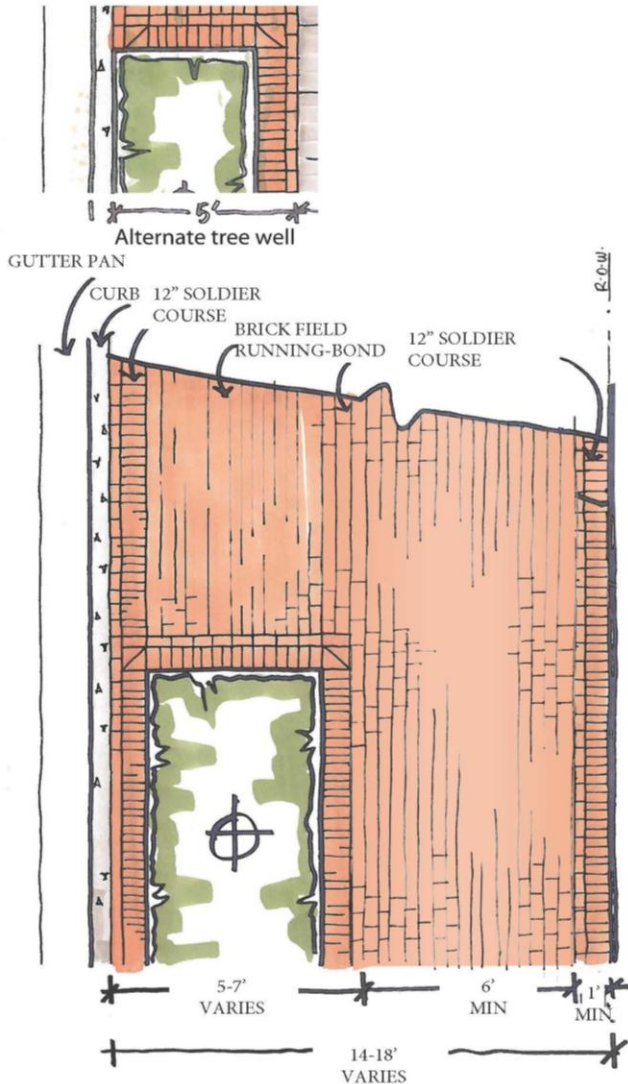 5'
Alternate tree well
GUTTER PAN
R.O.W.
CURB
12” SOLDIER
COURSE
BRICK FIELD
RUNNING-BOND
12” SOLDIER
COURSE
5-7’
VARIES
6’
MIN
1’
MIN
14-18’
VARIES